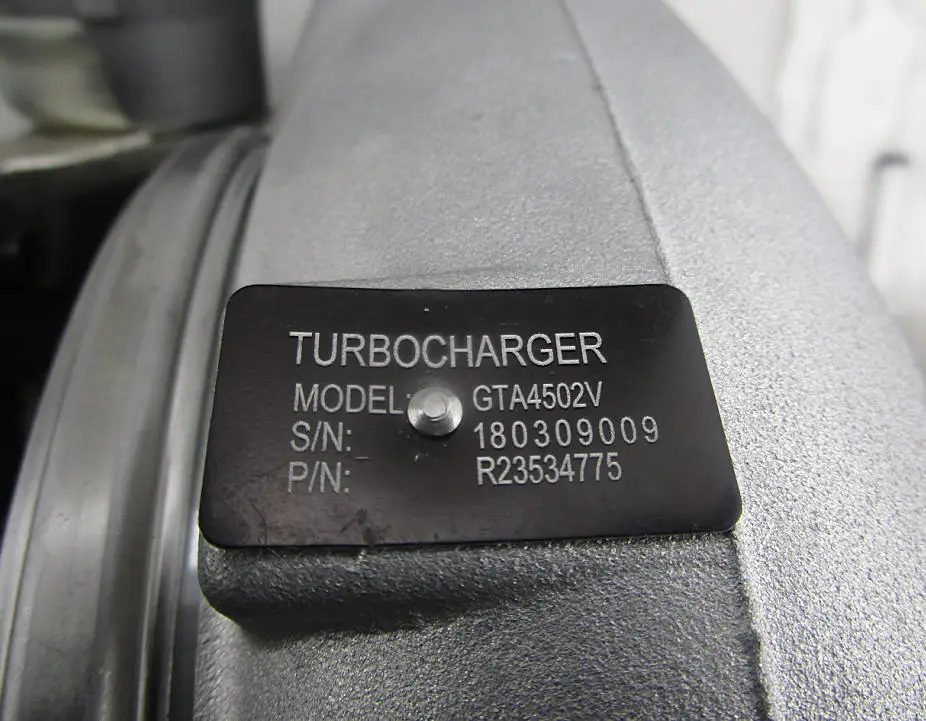 TURBOCHARGER
MODEL: GTA4502V
S/N: 180309009
P/N: R23534775